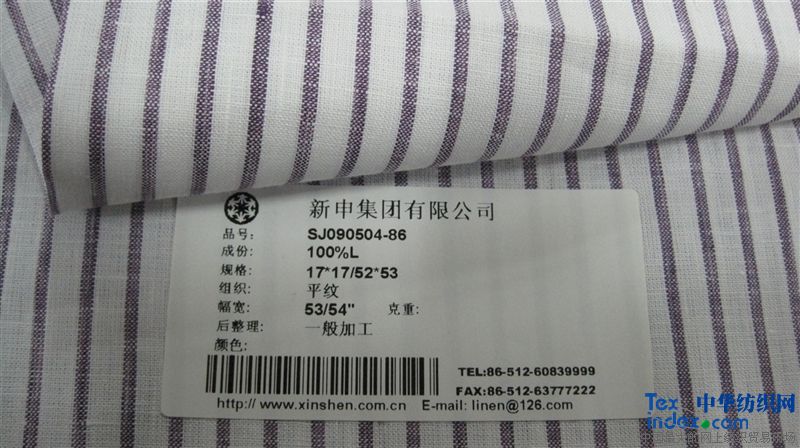 新申集团有限公司
品号: SJ090504-86
成份: 100%L
规格: 17*17/52*53
组织: 平纹
幅宽: 53/54" 克重:
后整理: 一般加工
颜色:
TEL:86-512-60839999
FAX:86-512-63777222
http://www.xinshen.com.cn E-mail: linen@126.com
Tex 中华纺织网
index.com